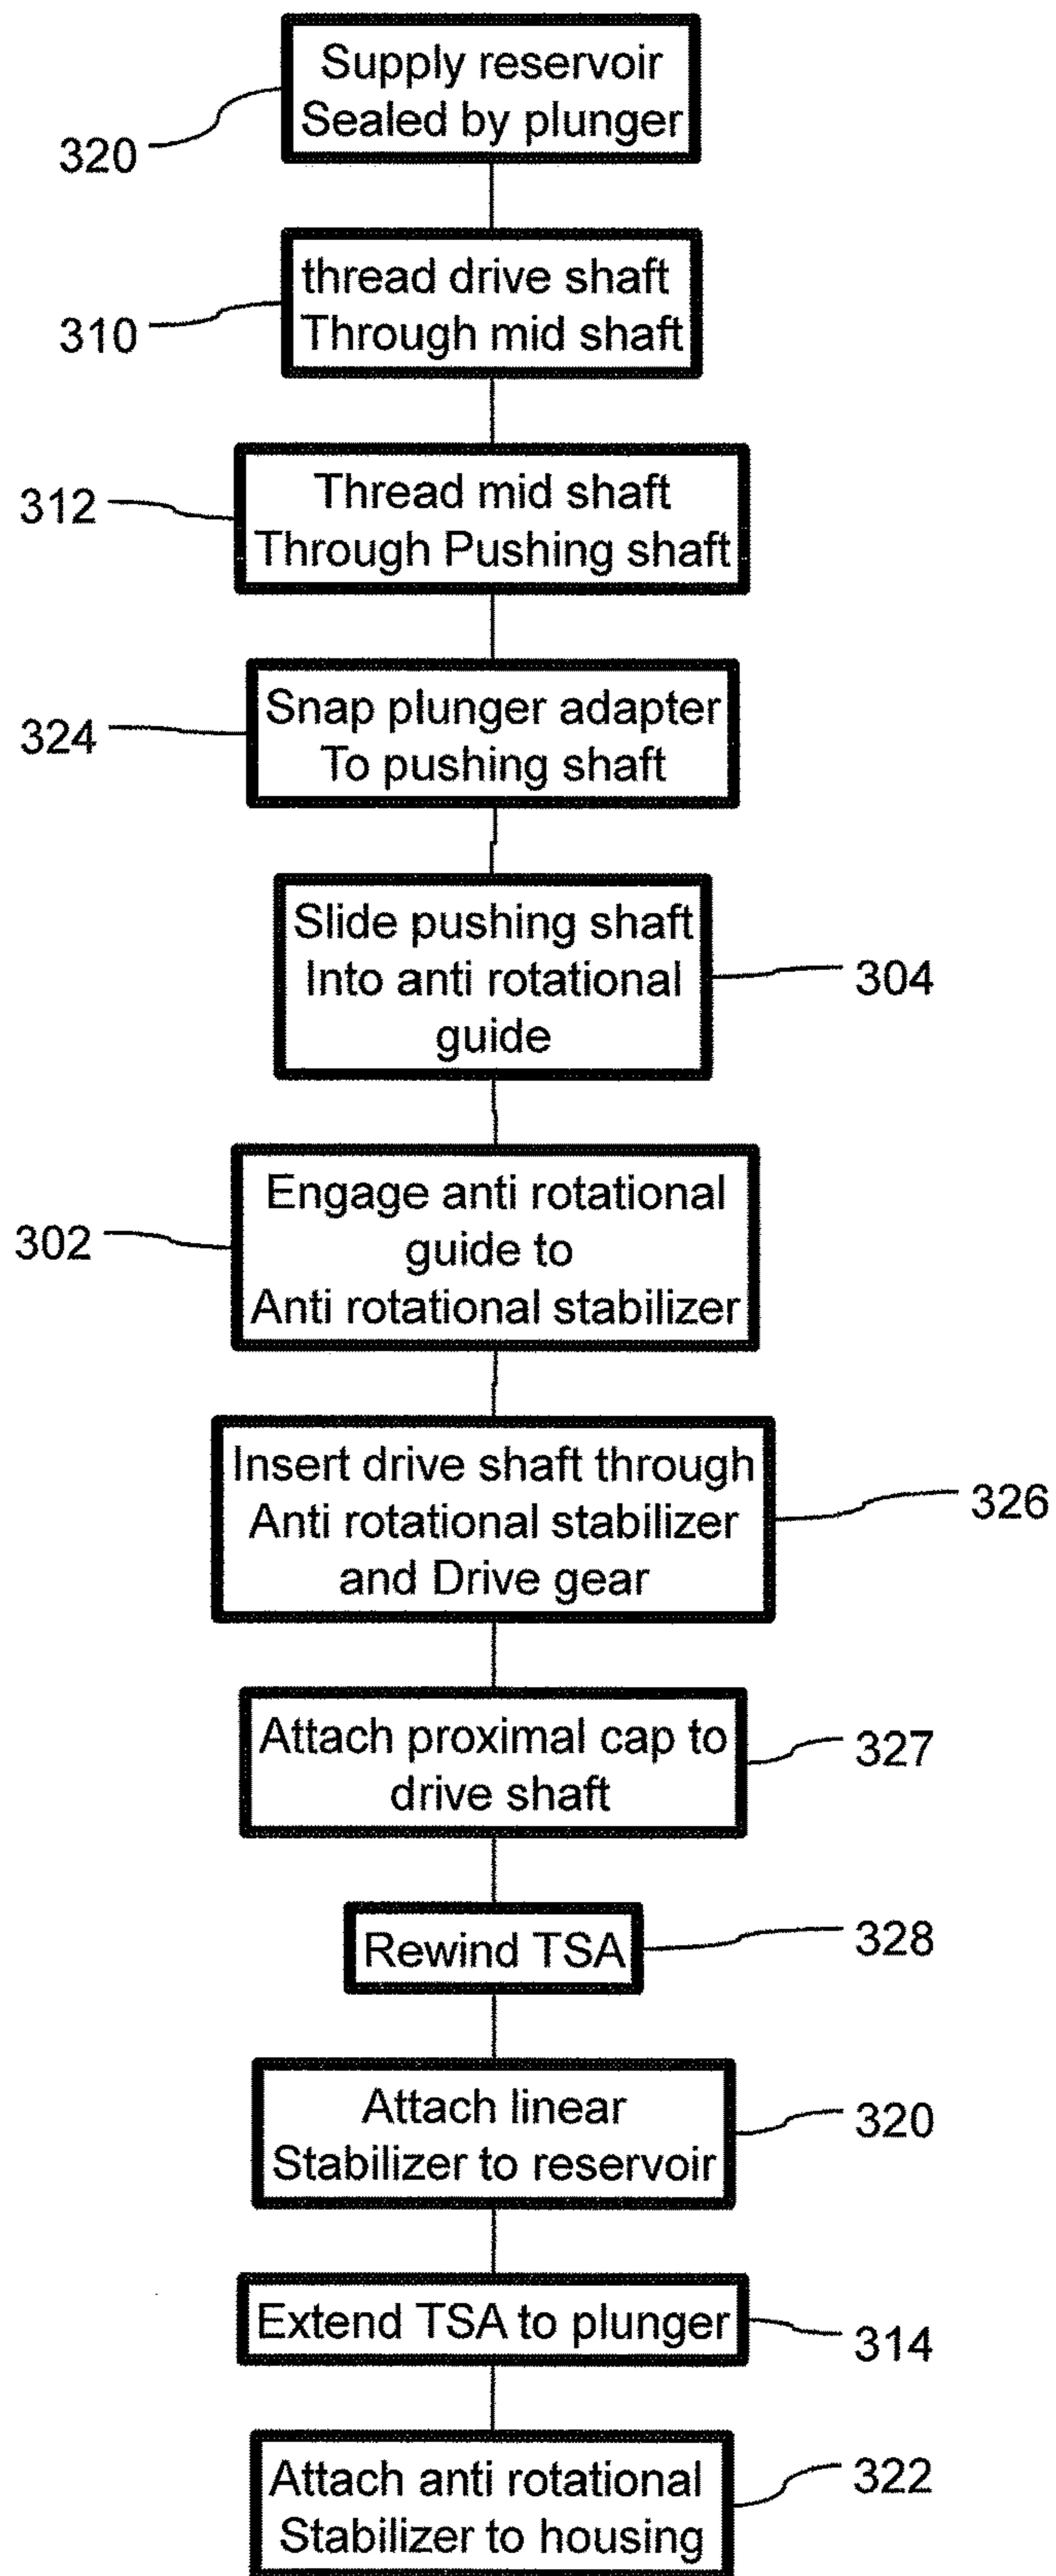 Supply reservoir
Sealed by plunger
320
thread drive shaft
Through mid shaft
310
Thread mid shaft
Through Pushing shaft
312
Snap plunger adapter
To pushing shaft
324
Slide pushing shaft
Into anti rotational
guide
304
Engage anti rotational
guide to
Anti rotational stabilizer
302
Insert drive shaft through
Anti rotational stabilizer
and Drive gear
326
Attach proximal cap to
drive shaft
327
Rewind TSA
328
Attach linear
Stabilizer to reservoir
320
Extend TSA to plunger
314
Attach anti rotational
Stabilizer to housing
322